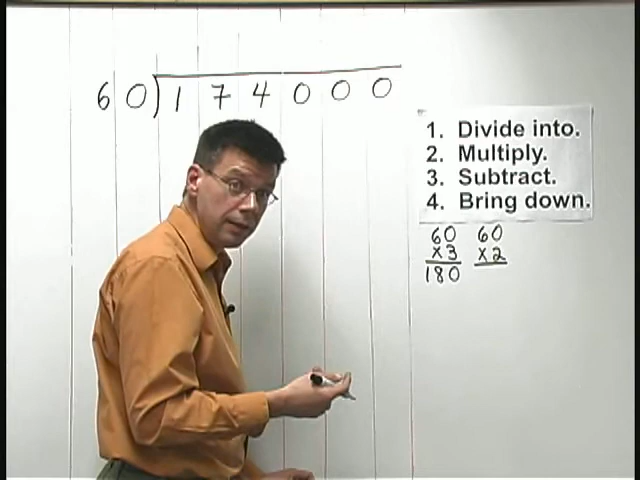 60)174000
1. Divide into.
2. Multiply.
3. Subtract.
4. Bring down.
60 60
x3 x2
180